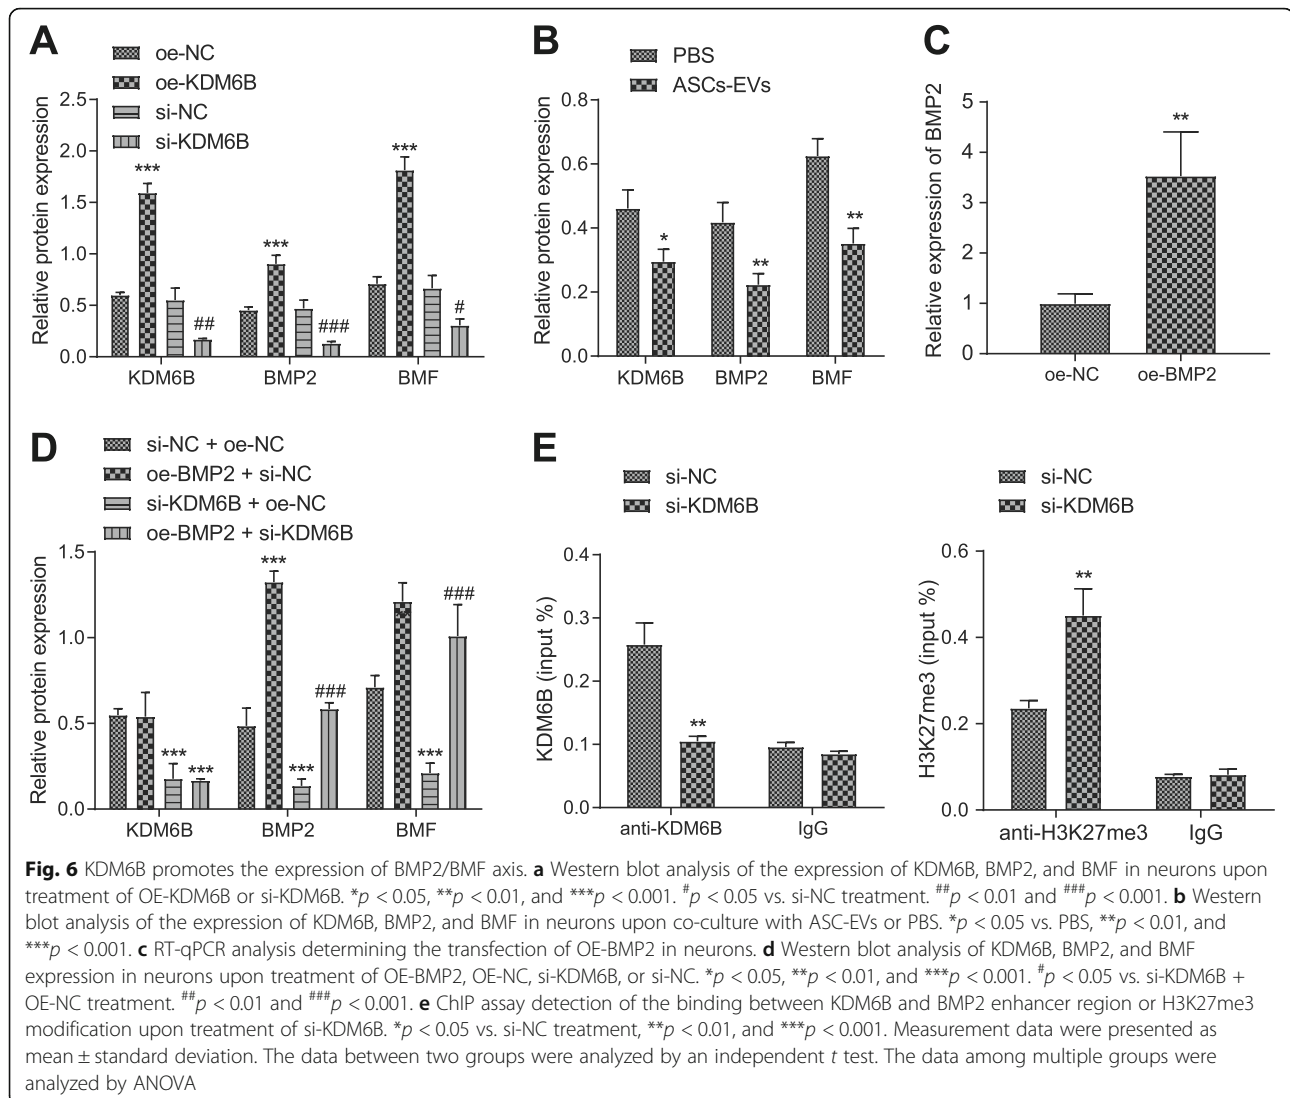 A
oe-NC
oe-KDM6B
si-NC
si-KDM6B
Relative protein expression
2.5
2.0
1.5
1.0
0.5
0.0
***
##
***
###
***
#
KDM6B BMP2 BMF
B
PBS
ASCs-EVs
Relative protein expression
0.8
0.6
0.4
0.2
0.0
*
**
**
KDM6B BMP2 BMF
C
Relative expression of BMP2
5
4
3
2
1
0
**
oe-NC oe-BMP2
D
si-NC + oe-NC
oe-BMP2 + si-NC
si-KDM6B + oe-NC
oe-BMP2 + si-KDM6B
Relative protein expression
1.5
1.0
0.5
0.0
***
***
***
***
###
***
###
KDM6B BMP2 BMF
E
si-NC
si-KDM6B
KDM6B (input %)
0.4
0.3
0.2
0.1
0.0
**
anti-KDM6B IgG
si-NC
si-KDM6B
H3K27me3 (input %)
0.6
0.4
0.2
0.0
**
anti-H3K27me3 IgG
Fig. 6 KDM6B promotes the expression of BMP2/BMF axis. a Western blot analysis of the expression of KDM6B, BMP2, and BMF in neurons upon
treatment of OE-KDM6B or si-KDM6B. *p < 0.05, **p < 0.01, and ***p < 0.001. #p < 0.05 vs. si-NC treatment. ##p < 0.01 and ###p < 0.001. b Western
blot analysis of the expression of KDM6B, BMP2, and BMF in neurons upon co-culture with ASC-EVs or PBS. *p < 0.05 vs. PBS, **p < 0.01, and
***p < 0.001. c RT-qPCR analysis determining the transfection of OE-BMP2 in neurons. d Western blot analysis of KDM6B, BMP2, and BMF
expression in neurons upon treatment of OE-BMP2, OE-NC, si-KDM6B, or si-NC. *p < 0.05, **p < 0.01, and ***p < 0.001. #p < 0.05 vs. si-KDM6B +
OE-NC treatment. ##p < 0.01 and ###p < 0.001. e ChIP assay detection of the binding between KDM6B and BMP2 enhancer region or H3K27me3
modification upon treatment of si-KDM6B. *p < 0.05 vs. si-NC treatment, **p < 0.01, and ***p < 0.001. Measurement data were presented as
mean ± standard deviation. The data between two groups were analyzed by an independent t test. The data among multiple groups were
analyzed by ANOVA